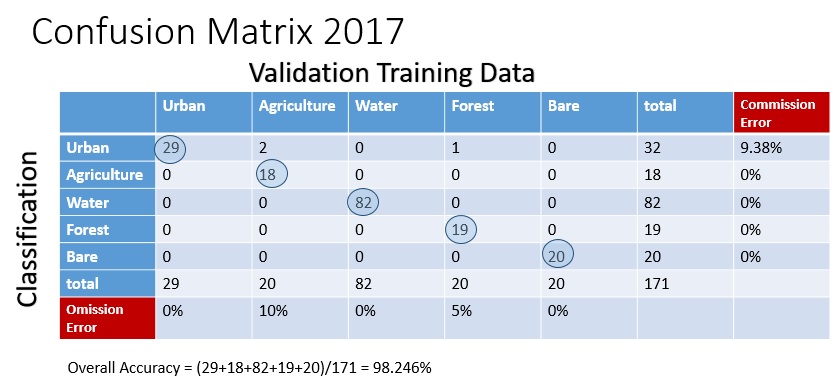 Confusion Matrix 2017
Validation Training Data
Urban Agriculture Water Forest Bare total Commission Error
Urban 29 2 0 1 0 32 9.38%
Agriculture 0 18 0 0 0 18 0%
Water 0 0 82 0 0 82 0%
Forest 0 0 0 19 0 19 0%
Bare 0 0 0 0 20 20 0%
total 29 20 82 20 20 171
Omission Error 0% 10% 0% 5% 0%
Classification
Overall Accuracy = (29+18+82+19+20)/171 = 98.246%